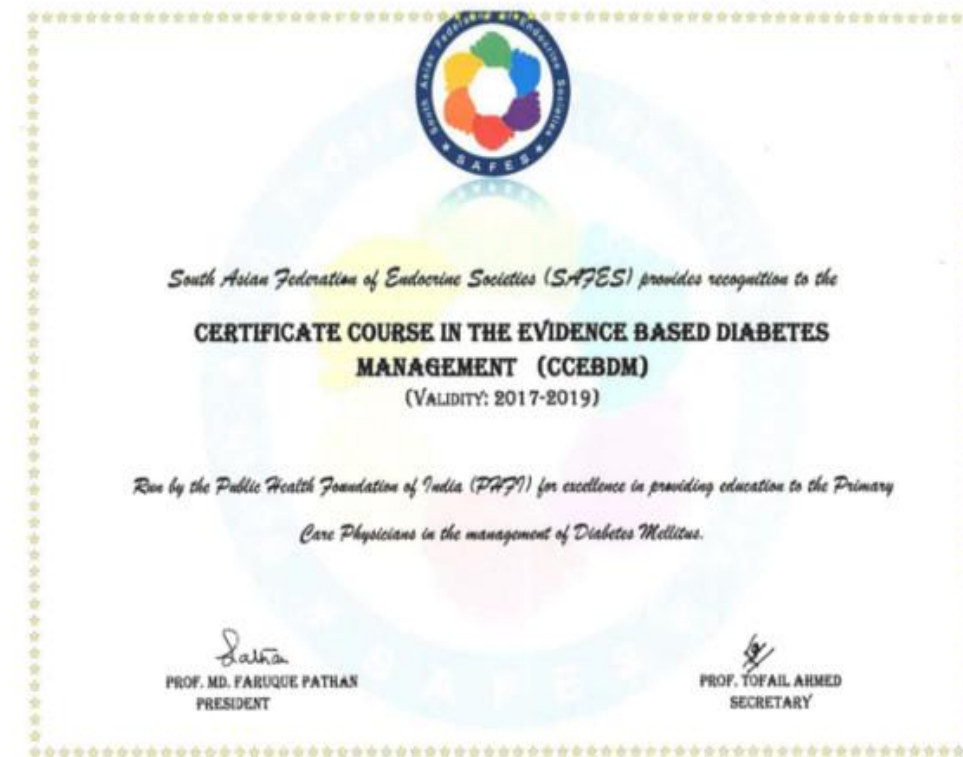 South Asian Federation of Endocrine Societies
★ SAFES ★
South Asian Federation of Endocrine Societies (SAFES) provides recognition to the
CERTIFICATE COURSE IN THE EVIDENCE BASED DIABETES
MANAGEMENT (CCEBDM)
(VALIDITY: 2017-2019)
Run by the Public Health Foundation of India (PHFI) for excellence in providing education to the Primary
Care Physicians in the management of Diabetes Mellitus.
PROF. MD. FARUQUE PATHAN
PRESIDENT
PROF. TOFAIL AHMED
SECRETARY